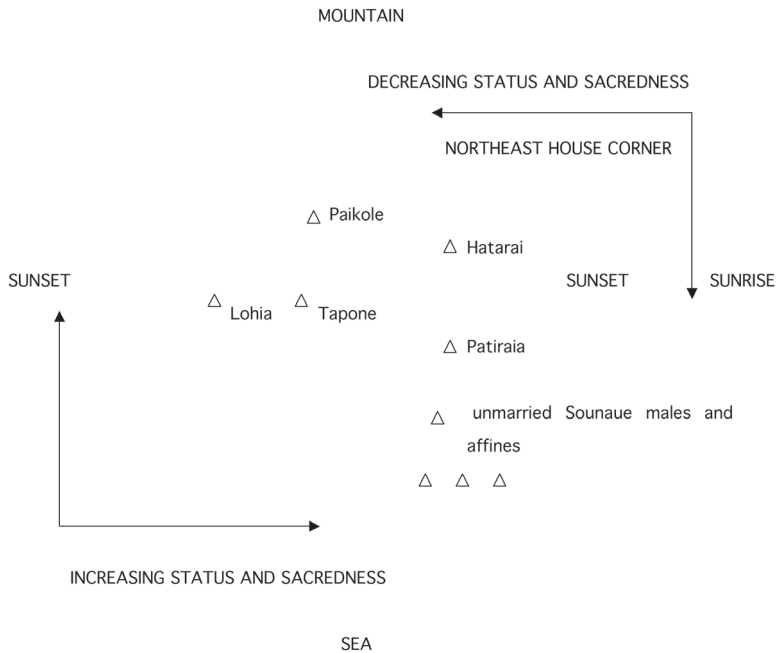 MOUNTAIN
DECREASING STATUS AND SACREDNESS
NORTHEAST HOUSE CORNER
Paikole
Hatarai
SUNSET
SUNSET
SUNRISE
Lohia
Tapone
Patiraia
unmarried Sounaue males and
affines
INCREASING STATUS AND SACREDNESS
SEA